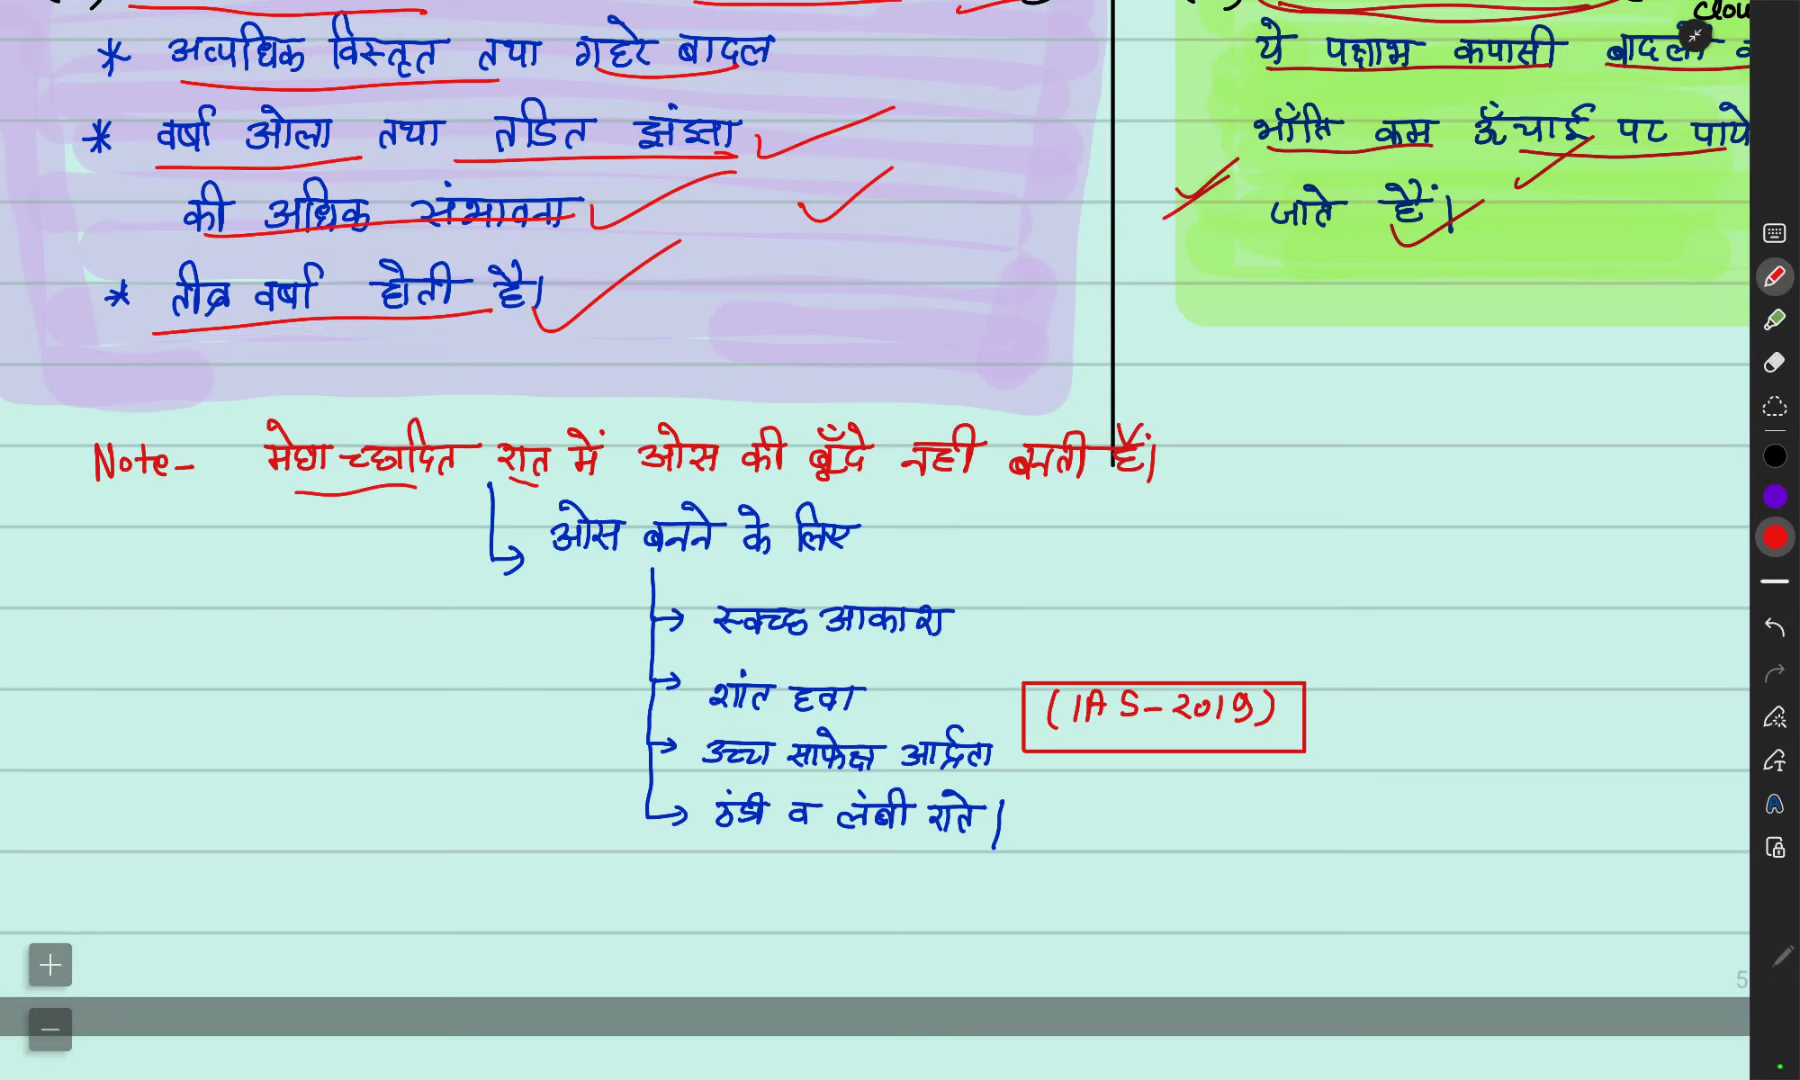 * अत्यधिक विस्तृत तथा गहरे बादल
* वर्षा ओला तथा तडित झंझा
की अधिक संभावना
* तीव्र वर्षा होती है।
ये पक्षाभ कपासी बादलों
भाँति कम ऊँचाई पर पाये
जाते हैं।
Note- मेघाच्छादित रात में ओस की बूँदे नही बनती हैं।
ओस बनने के लिए
स्वच्छ आकाश
शांत हवा
उच्च सापेक्ष आर्द्रता
(IAS-2019)
ठंडी व लंबी राते।
5